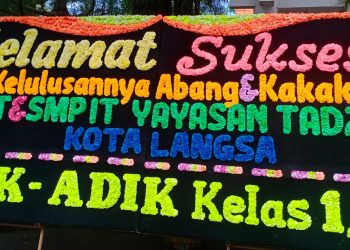 Selamat Sukses
Kelulusannya Abang & Kakak
T & SMPIT YAYASAN TADZ
KOTA LANGSA
K-ADIK Kelas 1,